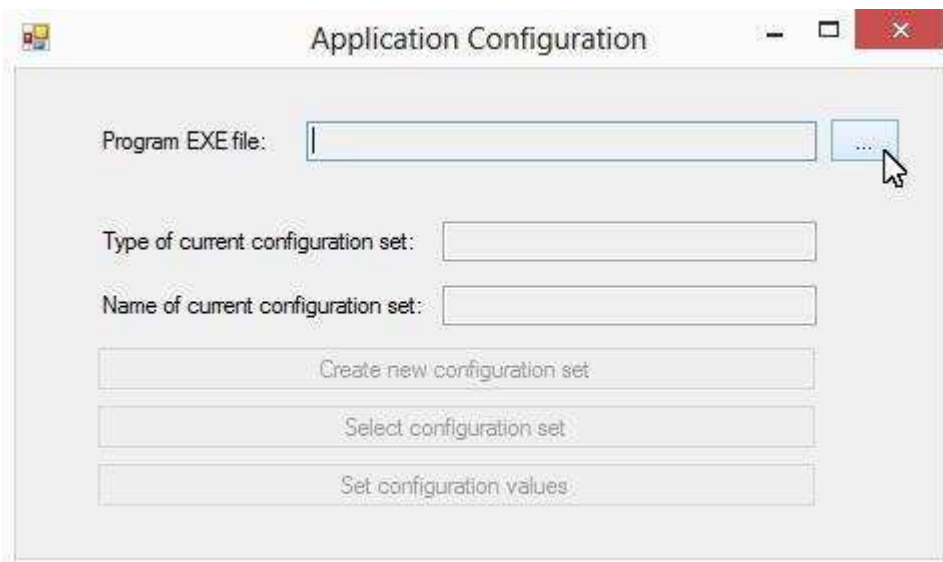 Application Configuration
Program EXE file:
...
Type of current configuration set:
Name of current configuration set:
Create new configuration set
Select configuration set
Set configuration values